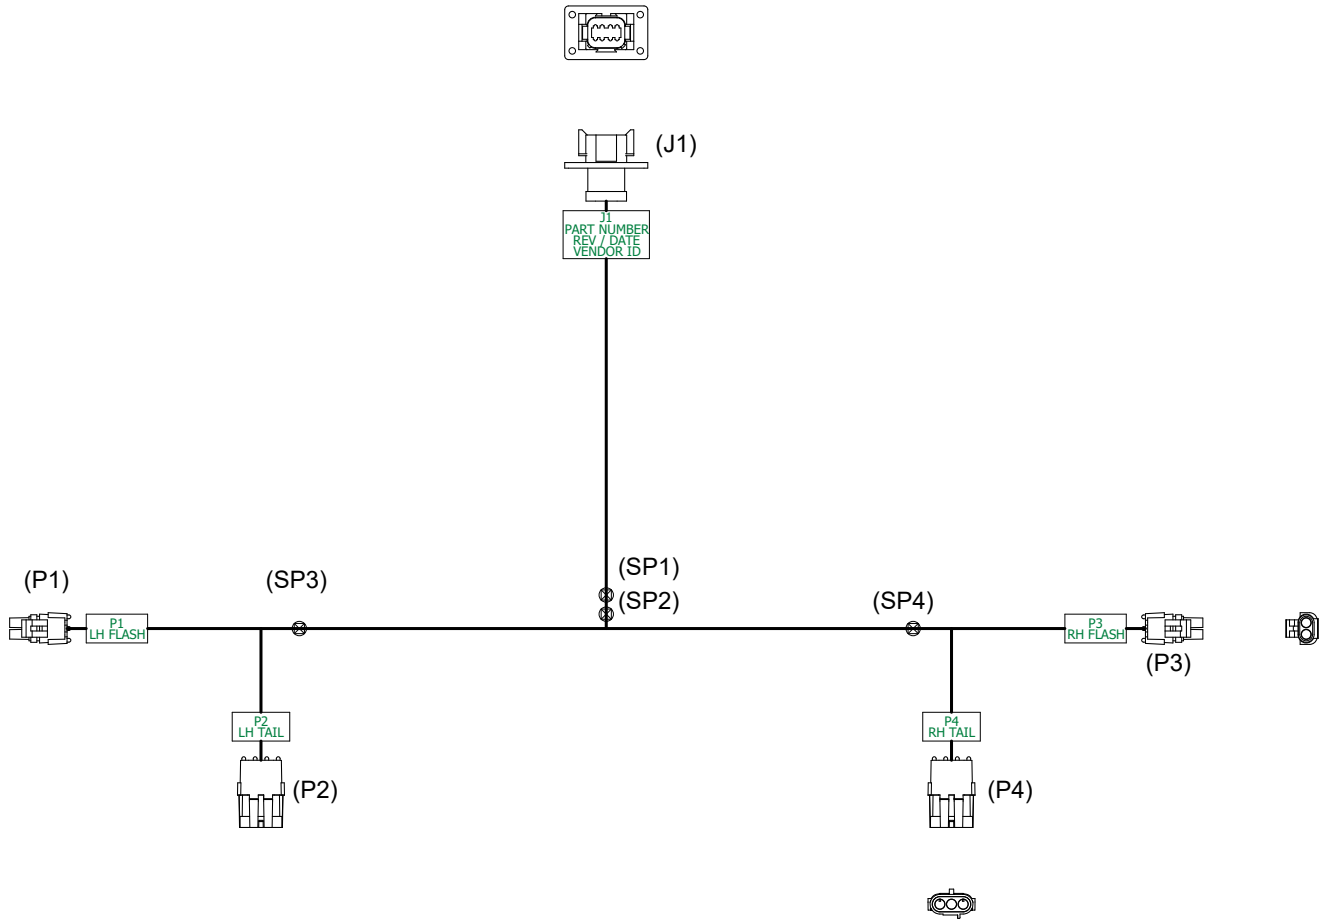 (J1)
J1
PART NUMBER
REV / DATE
VENDOR ID
(SP1)
(SP2)
(P1)
(SP3)
(SP4)
P1
LH FLASH
P3
RH FLASH
(P3)
P2
LH TAIL
P4
RH TAIL
(P2)
(P4)